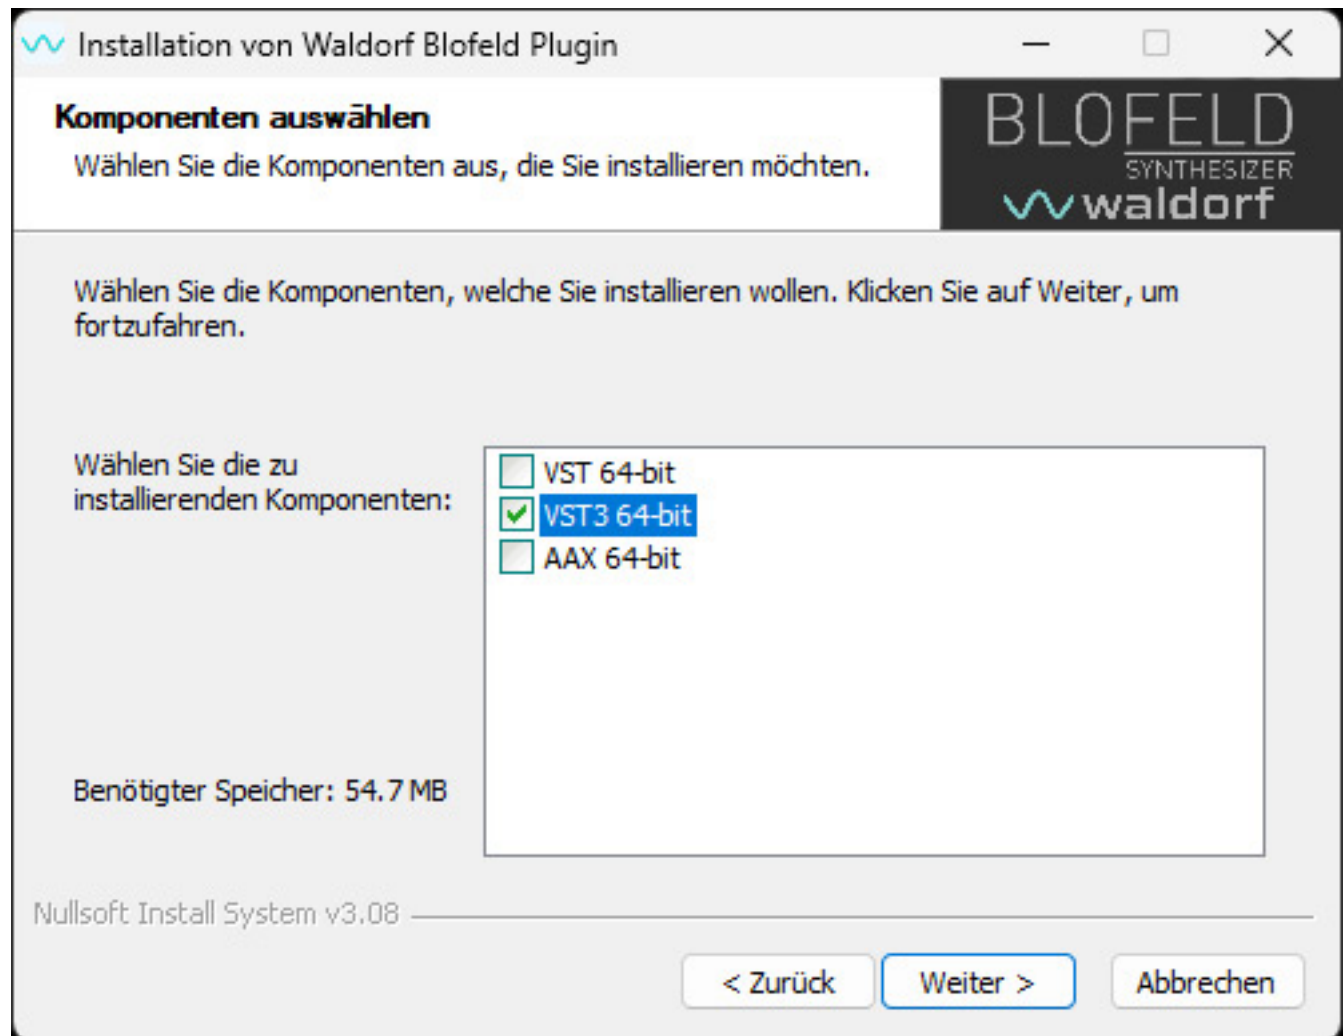 Installation von Waldorf Blofeld Plugin
Komponenten auswählen
Wählen Sie die Komponenten aus, die Sie installieren möchten.
BLOFELD
SYNTHESIZER
waldorf
Wählen Sie die Komponenten, welche Sie installieren wollen. Klicken Sie auf Weiter, um
fortzufahren.
Wählen Sie die zu
installierenden Komponenten:
VST 64-bit
VST3 64-bit
AAX 64-bit
Benötigter Speicher: 54.7 MB
Nullsoft Install System v3.08
< Zurück
Weiter >
Abbrechen